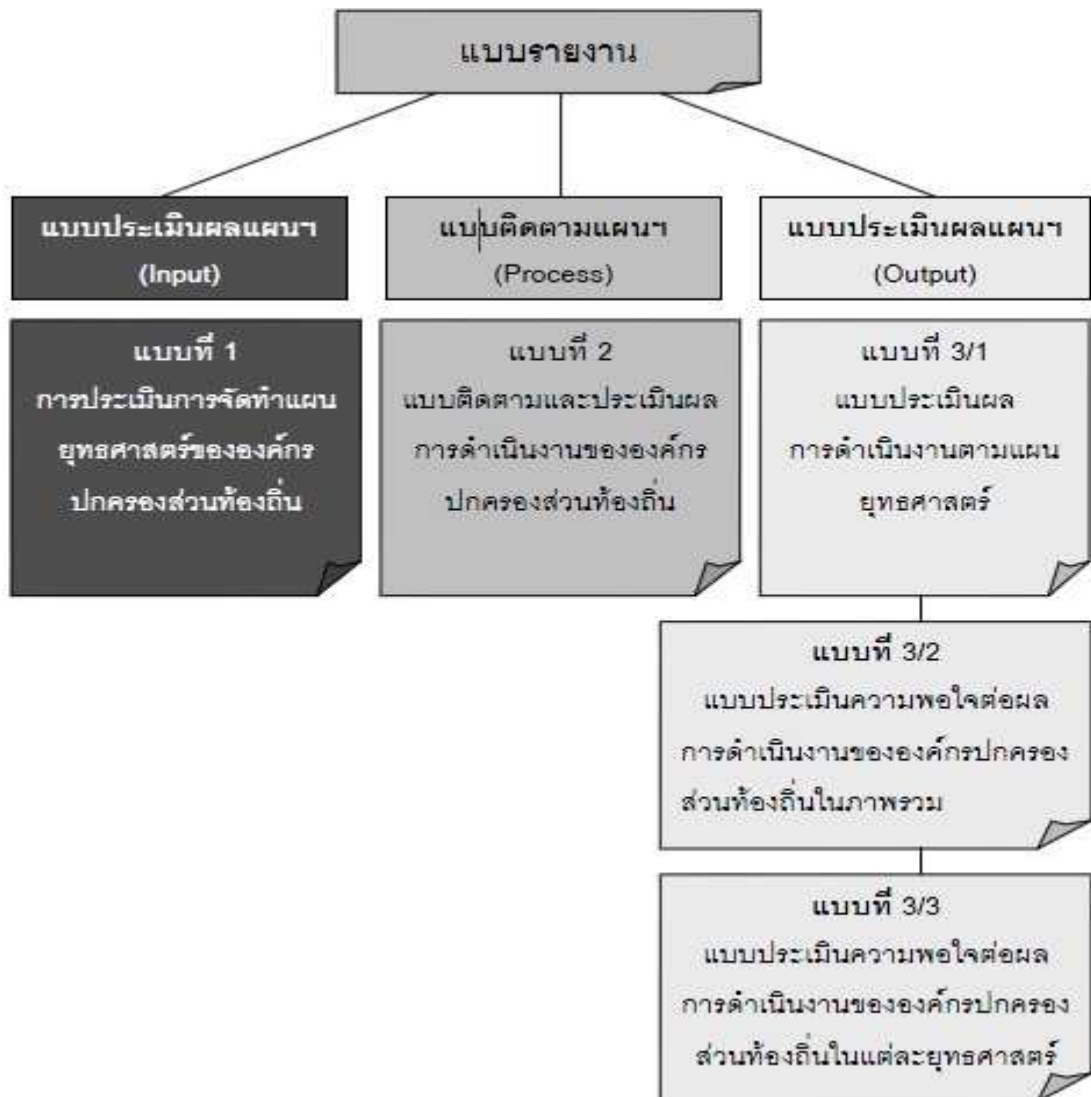 แบบรายงาน
แบบประเมินผลแผนฯ
(Input)
แบบติดตามแผนฯ
(Process)
แบบประเมินผลแผนฯ
(Output)
แบบที่ 1
การประเมินการจัดทำแผน
ยุทธศาสตร์ขององค์กร
ปกครองส่วนท้องถิ่น
แบบที่ 2
แบบติดตามและประเมินผล
การดำเนินงานขององค์กร
ปกครองส่วนท้องถิ่น
แบบที่ 3/1
แบบประเมินผล
การดำเนินงานตามแผน
ยุทธศาสตร์
แบบที่ 3/2
แบบประเมินความพอใจต่อผล
การดำเนินงานขององค์กรปกครอง
ส่วนท้องถิ่นในภาพรวม
แบบที่ 3/3
แบบประเมินความพอใจต่อผล
การดำเนินงานขององค์กรปกครอง
ส่วนท้องถิ่นในแต่ละยุทธศาสตร์